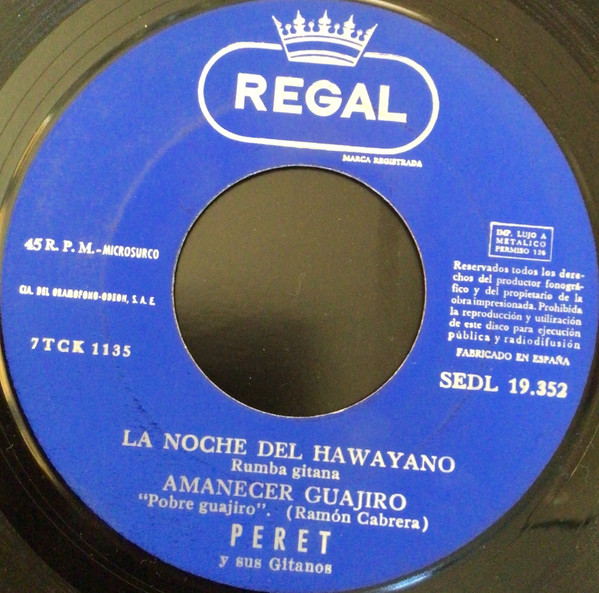 REGAL
MARCA REGISTRADA
45 R. P. M.-MICROSURCO
CIA. DEL GRAMOFONO-ODEON, S. A. E.
7TCK 1135
IMP. LUJO A
METALICO
PERMISO 136
Reservados todos los dere-
chos del productor fonográ-
fico y del propietario de la
obra impresionada. Prohibida
la reproducción y utilización
de este disco para ejecución
pública y radiodifusión
FABRICADO EN ESPAÑA
SEDL 19.352
LA NOCHE DEL HAWAYANO
Rumba gitana
AMANECER GUAJIRO
"Pobre guajiro". (Ramón Cabrera)
PERET
y sus Gitanos